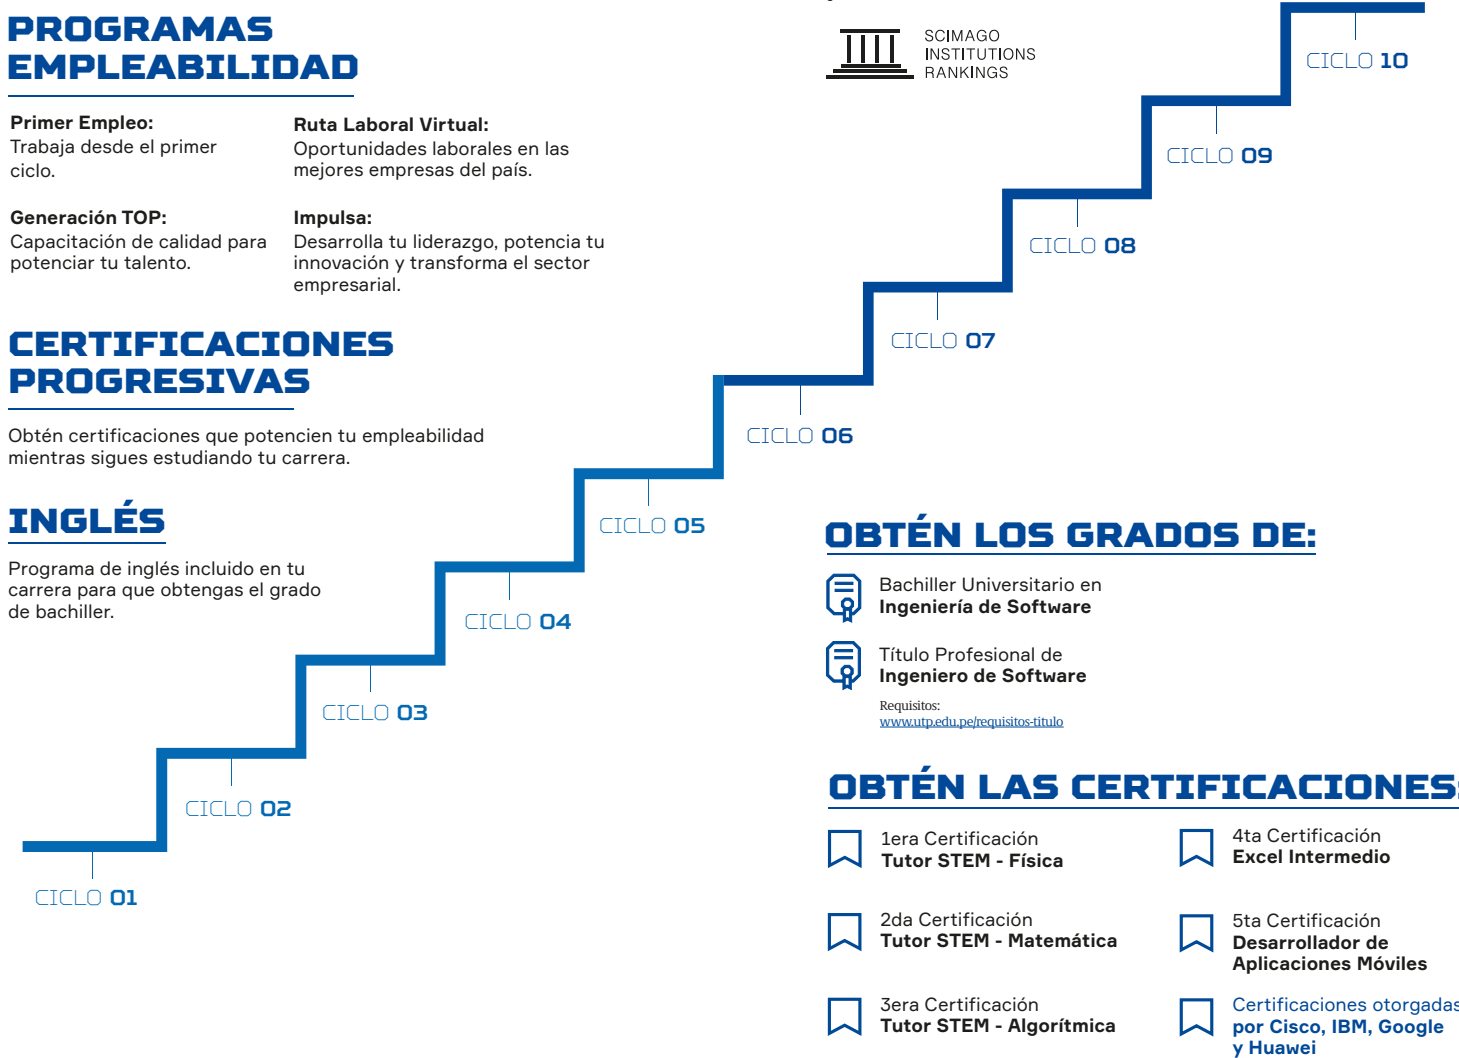 PROGRAMAS
EMPLEABILIDAD
Primer Empleo:
Trabaja desde el primer
ciclo.
Ruta Laboral Virtual:
Oportunidades laborales en las
mejores empresas del país.
Generación TOP:
Capacitación de calidad para
potenciar tu talento.
Impulsa:
Desarrolla tu liderazgo, potencia tu
innovación y transforma el sector
empresarial.
CERTIFICACIONES
PROGRESIVAS
Obtén certificaciones que potencien tu empleabilidad
mientras sigues estudiando tu carrera.
INGLÉS
Programa de inglés incluido en tu
carrera para que obtengas el grado
de bachiller.
SCIMAGO
INSTITUTIONS
RANKINGS
CICLO 10
CICLO 09
CICLO 08
CICLO 07
CICLO 06
CICLO 05
CICLO 04
CICLO 03
CICLO 02
CICLO 01
OBTÉN LOS GRADOS DE:
Bachiller Universitario en
Ingeniería de Software
Título Profesional de
Ingeniero de Software
Requisitos:
www.utp.edu.pe/requisitos-titulo
OBTÉN LAS CERTIFICACIONES:
1era Certificación
Tutor STEM - Física
2da Certificación
Tutor STEM - Matemática
3era Certificación
Tutor STEM - Algorítmica
4ta Certificación
Excel Intermedio
5ta Certificación
Desarrollador de
Aplicaciones Móviles
Certificaciones otorgadas
por Cisco, IBM, Google
y Huawei